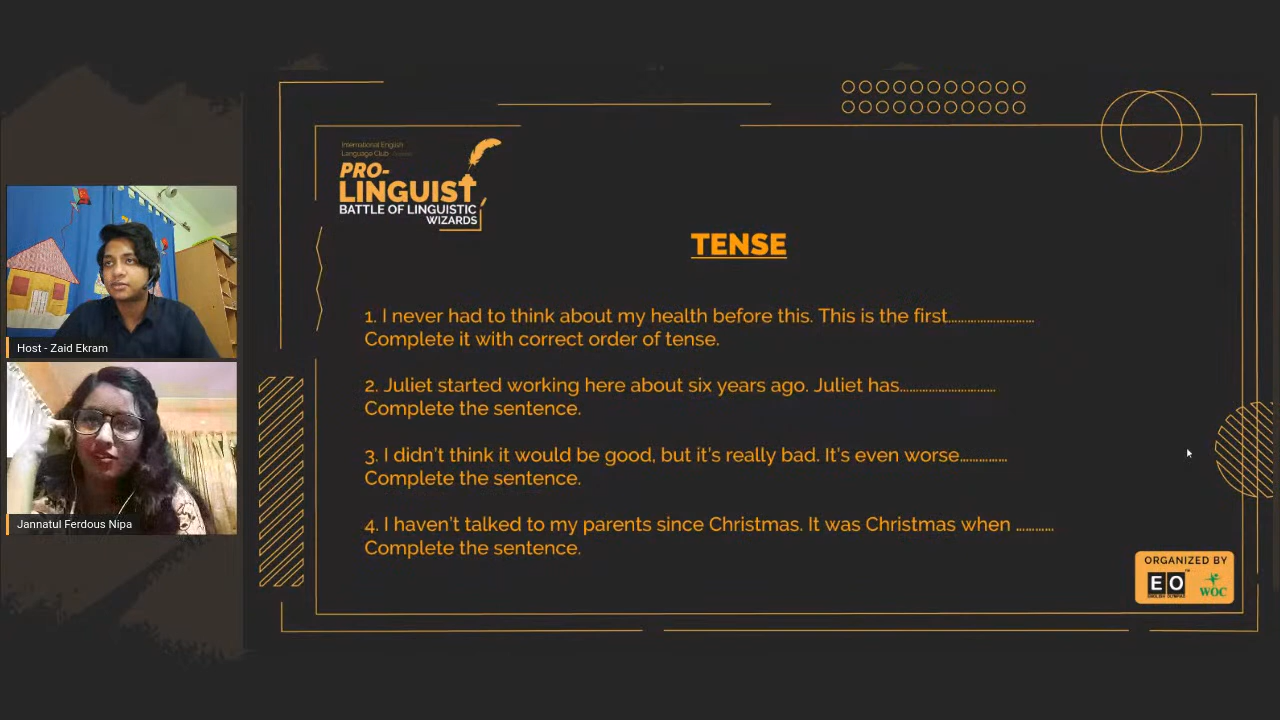 International English
Language Club
PRO-
LINGUIST
BATTLE OF LINGUISTIC
WIZARDS
TENSE
1. I never had to think about my health before this. This is the first...........................
Complete it with correct order of tense.
2. Juliet started working here about six years ago. Juliet has..............................
Complete the sentence.
3. I didn't think it would be good, but it's really bad. It's even worse...............
Complete the sentence.
4. I haven't talked to my parents since Christmas. It was Christmas when ............
Complete the sentence.
Host - Zaid Ekram
Jannatul Ferdous Nipa
ORGANIZED BY
EO
WOC